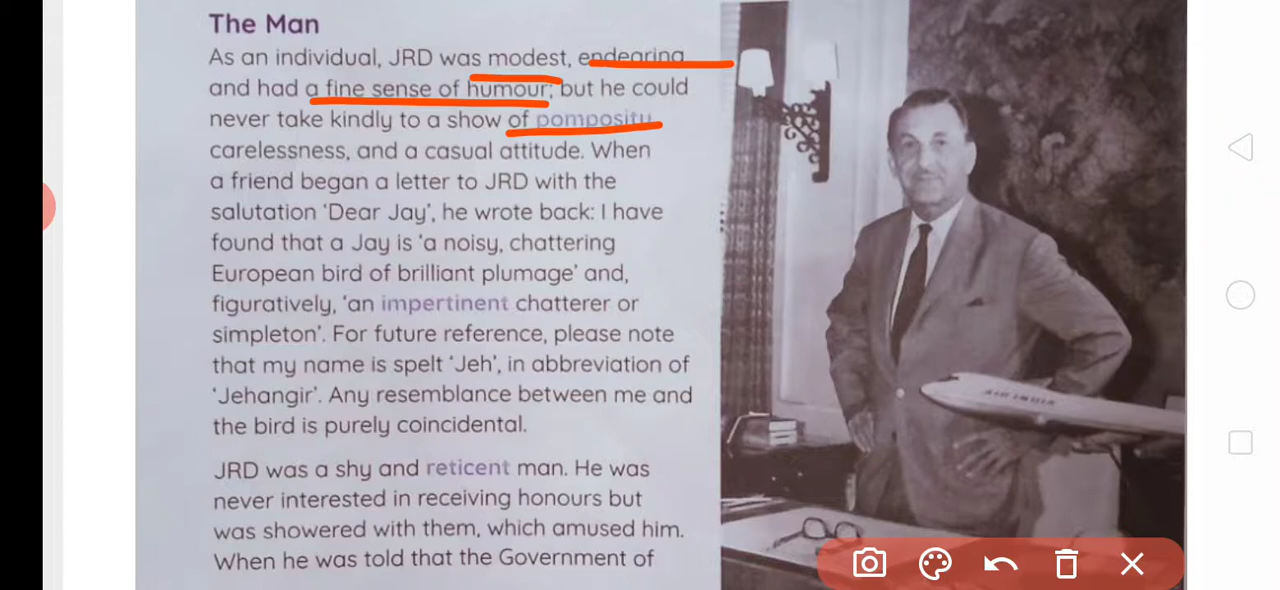 The Man
As an individual, JRD was modest, endearing
and had a fine sense of humour; but he could
never take kindly to a show of pomposity
carelessness, and a casual attitude. When
a friend began a letter to JRD with the
salutation ‘Dear Jay’, he wrote back: I have
found that a Jay is ‘a noisy, chattering
European bird of brilliant plumage’ and,
figuratively, ‘an impertinent chatterer or
simpleton’. For future reference, please note
that my name is spelt ‘Jeh’, in abbreviation of
‘Jehangir’. Any resemblance between me and
the bird is purely coincidental.
JRD was a shy and reticent man. He was
never interested in receiving honours but
was showered with them, which amused him.
When he was told that the Government of
AIR INDIA